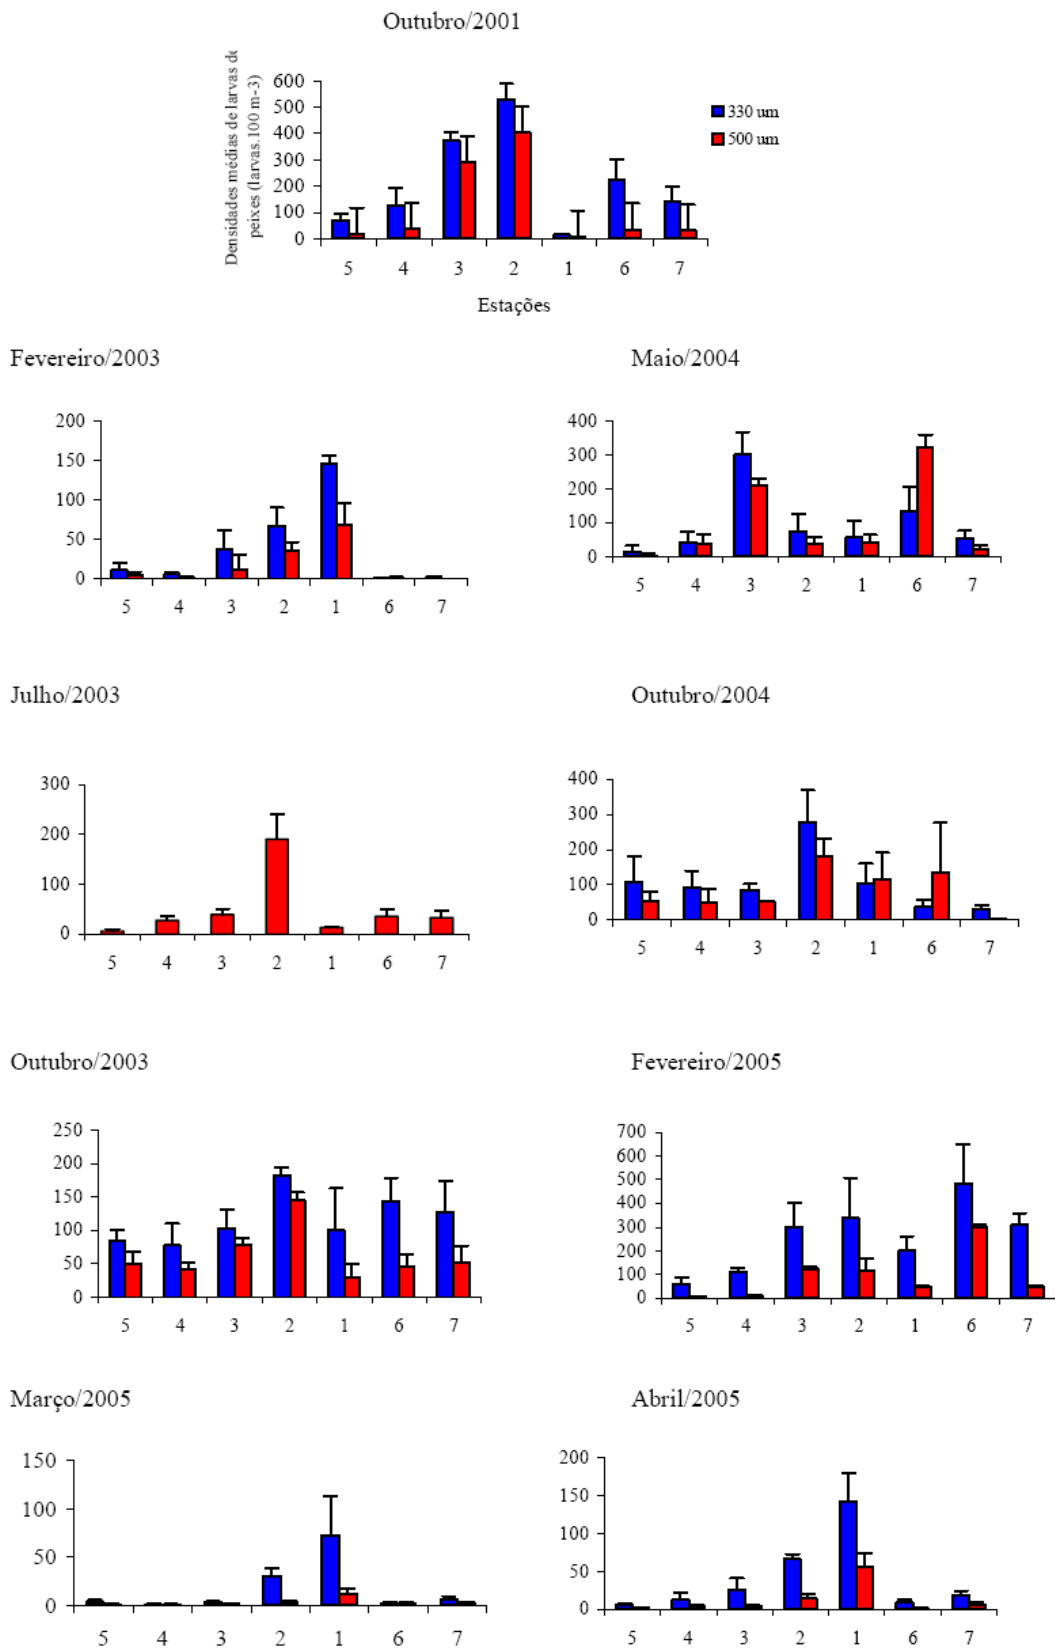 Outubro/2001
Densidades médias de larvas de
peixes (larvas.100 m-3)
600
500
400
300
200
100
0
330 um
500 um
5 4 3 2 1 6 7
Estações
Fevereiro/2003
200
150
100
50
0
5 4 3 2 1 6 7
Maio/2004
400
300
200
100
0
5 4 3 2 1 6 7
Julho/2003
300
200
100
0
5 4 3 2 1 6 7
Outubro/2004
400
300
200
100
0
5 4 3 2 1 6 7
Outubro/2003
250
200
150
100
50
0
5 4 3 2 1 6 7
Fevereiro/2005
700
600
500
400
300
200
100
0
5 4 3 2 1 6 7
Março/2005
150
100
50
0
5 4 3 2 1 6 7
Abril/2005
200
150
100
50
0
5 4 3 2 1 6 7